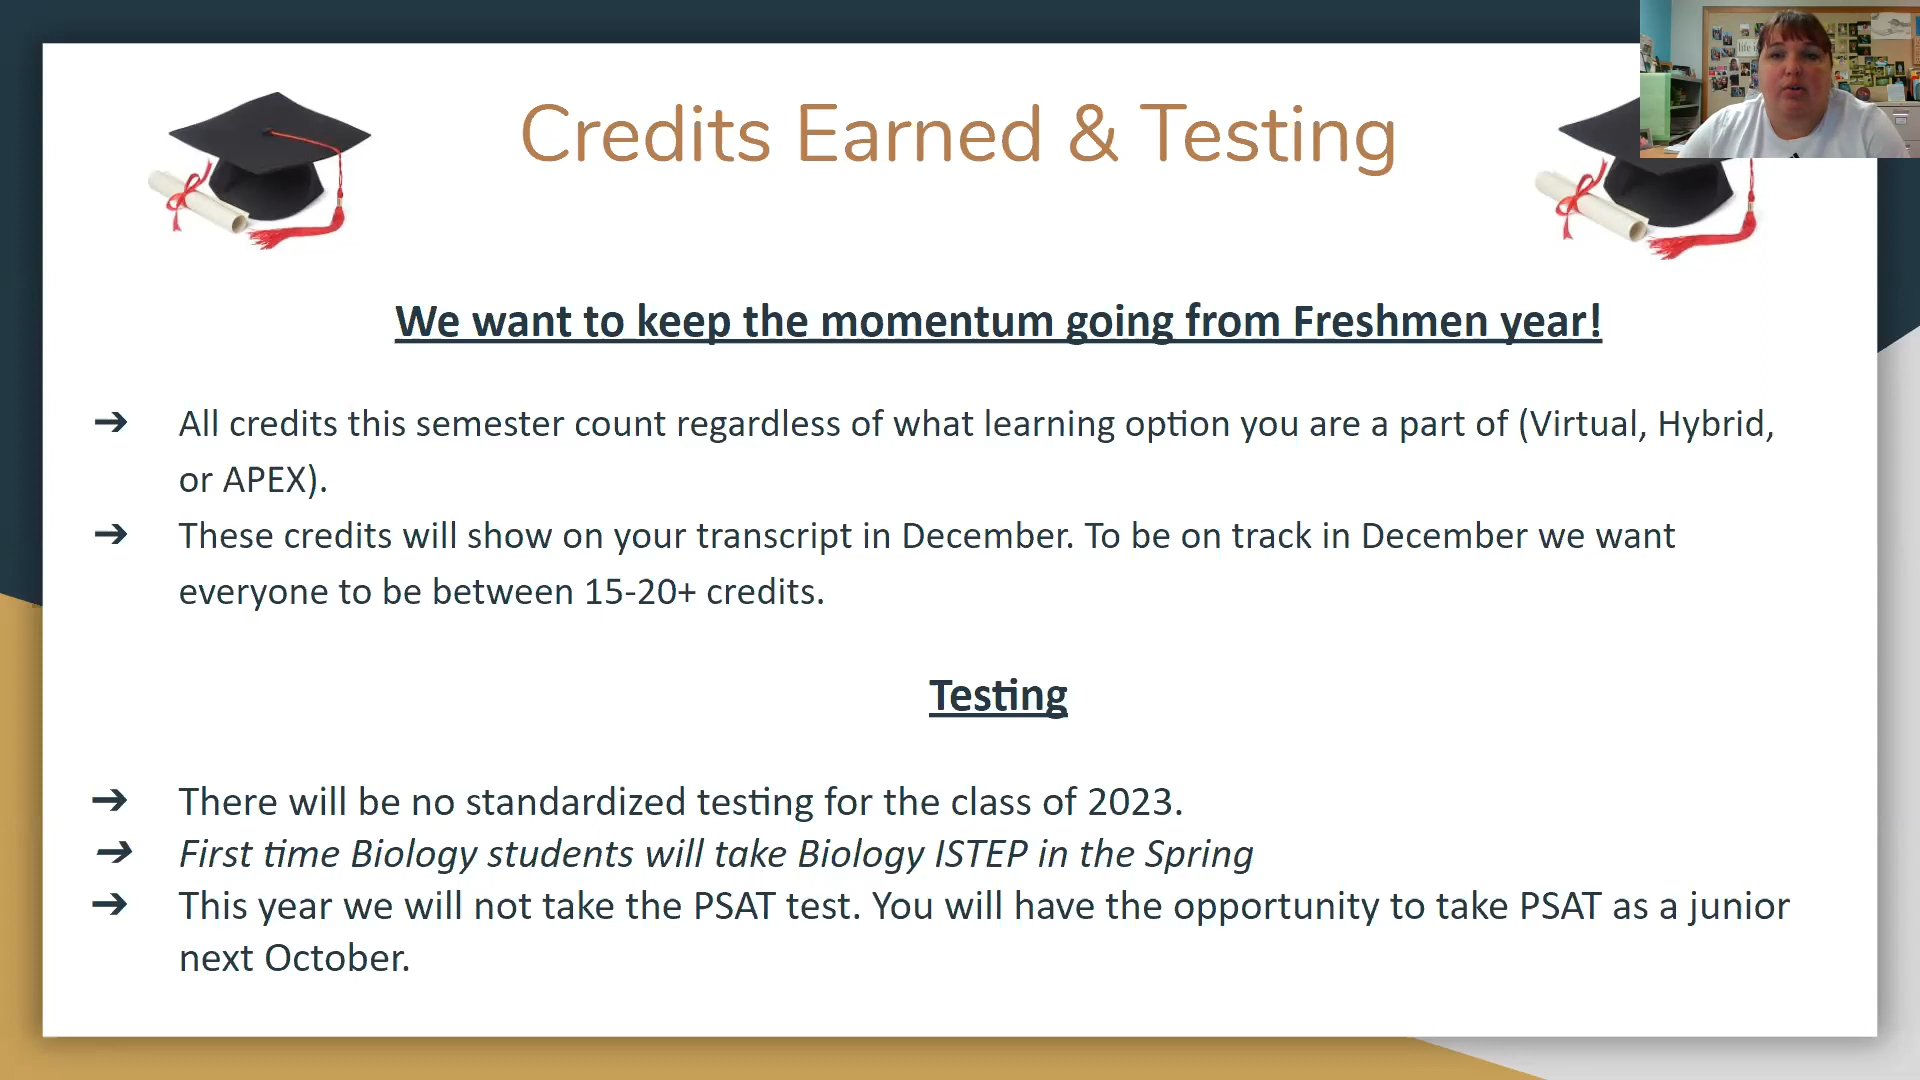 Credits Earned & Testing
We want to keep the momentum going from Freshmen year!
➔ All credits this semester count regardless of what learning option you are a part of (Virtual, Hybrid,
or APEX).
➔ These credits will show on your transcript in December. To be on track in December we want
everyone to be between 15-20+ credits.
Testing
➔ There will be no standardized testing for the class of 2023.
➔ First time Biology students will take Biology ISTEP in the Spring
➔ This year we will not take the PSAT test. You will have the opportunity to take PSAT as a junior
next October.